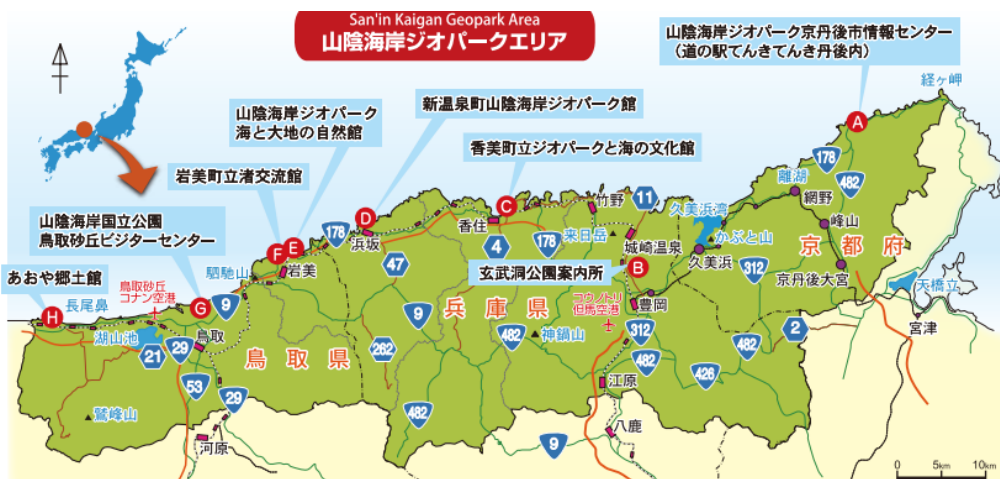 San'in Kaigan Geopark Area
山陰海岸ジオパークエリア
山陰海岸ジオパーク京丹後市情報センター
（道の駅てんきてんき丹後内）
経ヶ岬
新温泉町山陰海岸ジオパーク館
山陰海岸ジオパーク
海と大地の自然館
香美町立ジオパークと海の文化館
岩美町立渚交流館
山陰海岸国立公園
鳥取砂丘ビジターセンター
あおや郷土館
玄武洞公園案内所
A
B
C
D
E
F
G
H
178
482
離湖
網野
峰山
京都府
京丹後大宮
天橋立
宮津
312
久美浜湾
かぶと山
久美浜
11
竹野
城崎温泉
来日岳
178
4
香住
浜坂
178
47
岩美
駟馳山
9
鳥取砂丘
コナン空港
長尾鼻
湖山池
鳥取
21
29
53
29
鷲峰山
河原
鳥取県
262
9
兵庫県
482
482
神鍋山
コウノトリ
但馬空港
豊岡
312
482
426
482
2
江原
八鹿
9
0
5km
10km